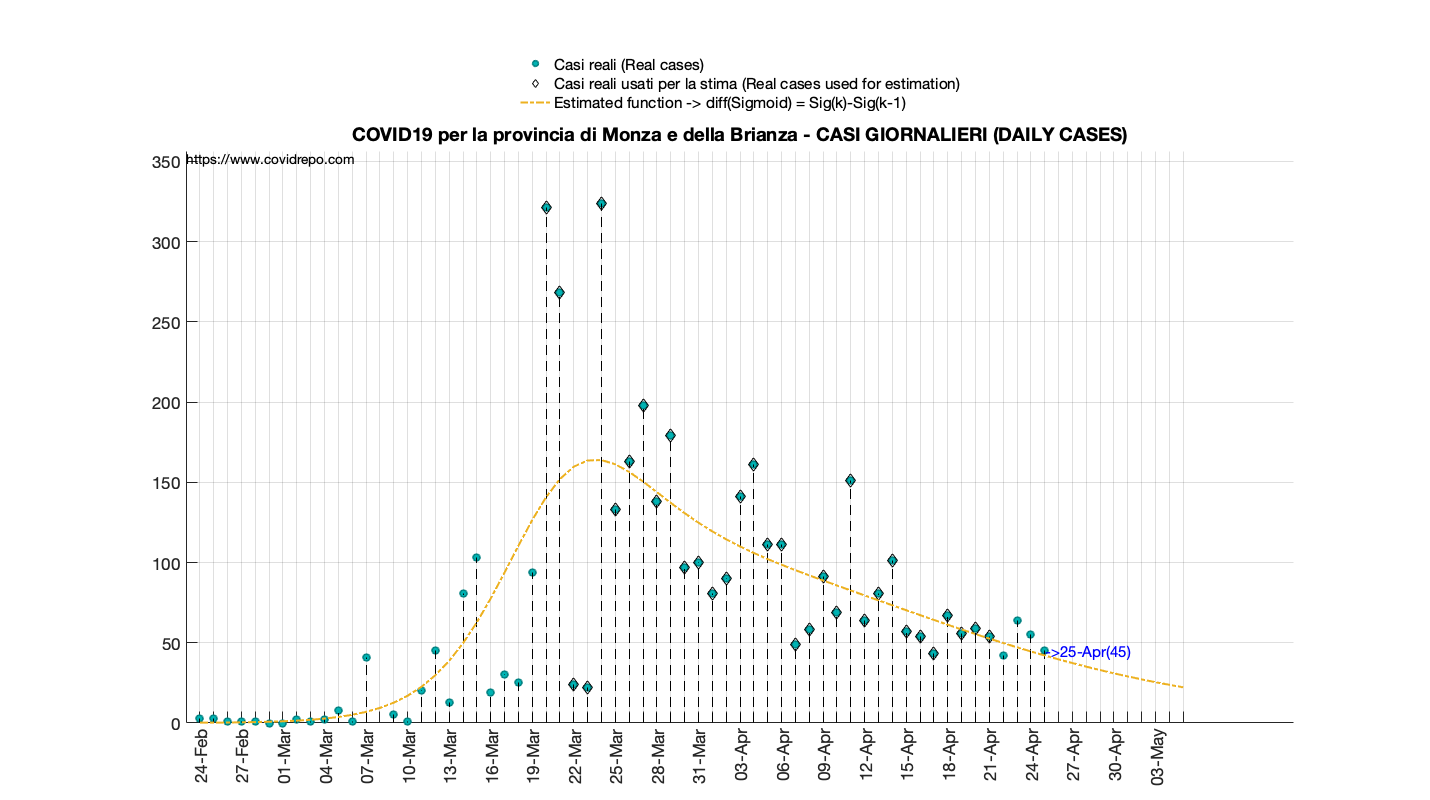 Casi reali (Real cases)
Casi reali usati per la stima (Real cases used for estimation)
Estimated function -> diff(Sigmoid) = Sig(k)-Sig(k-1)
COVID19 per la provincia di Monza e della Brianza - CASI GIORNALIERI (DAILY CASES)
https://www.covidrepo.com
350
300
250
200
150
100
50
0
->25-Apr(45)
24-Feb
27-Feb
01-Mar
04-Mar
07-Mar
10-Mar
13-Mar
16-Mar
19-Mar
22-Mar
25-Mar
28-Mar
31-Mar
03-Apr
06-Apr
09-Apr
12-Apr
15-Apr
18-Apr
21-Apr
24-Apr
27-Apr
30-Apr
03-May